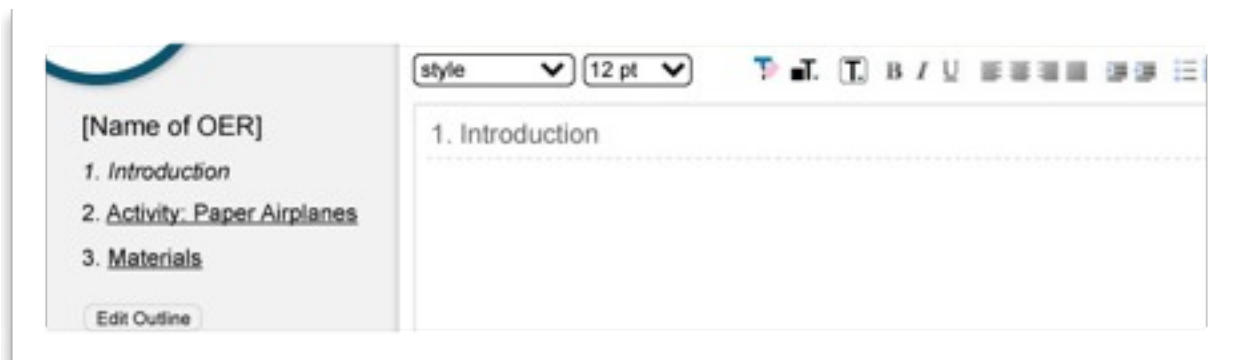 style 12 pt T. T. B I U
[Name of OER]
1. Introduction
2. Activity: Paper Airplanes
3. Materials
Edit Outline
1. Introduction